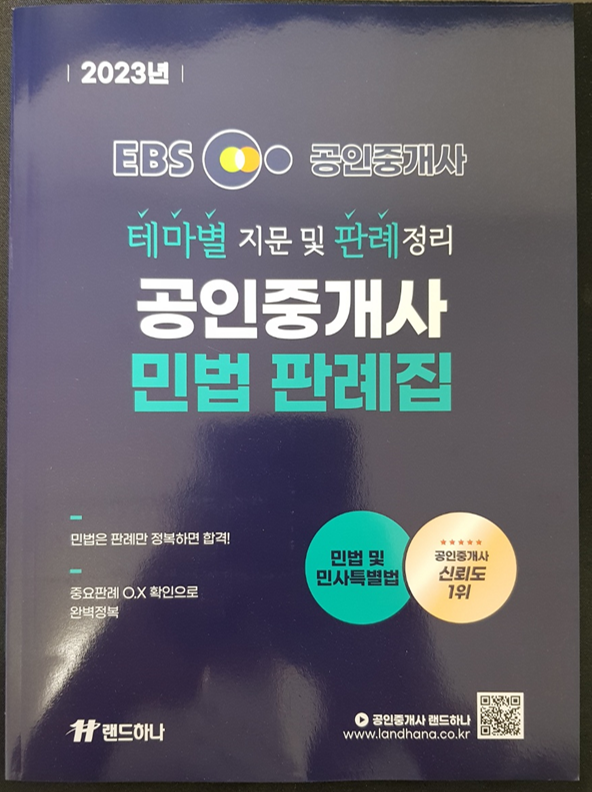 2023년
EBS 공인중개사
테마별 지문 및 판례정리
공인중개사
민법 판례집
민법은 판례만 정복하면 합격!
중요판례 O.X 확인으로
완벽정복
민법 및
민사특별법
★★★★★
공인중개사
신뢰도
1위
랜드하나
공인중개사 랜드하나
www.landhana.co.kr